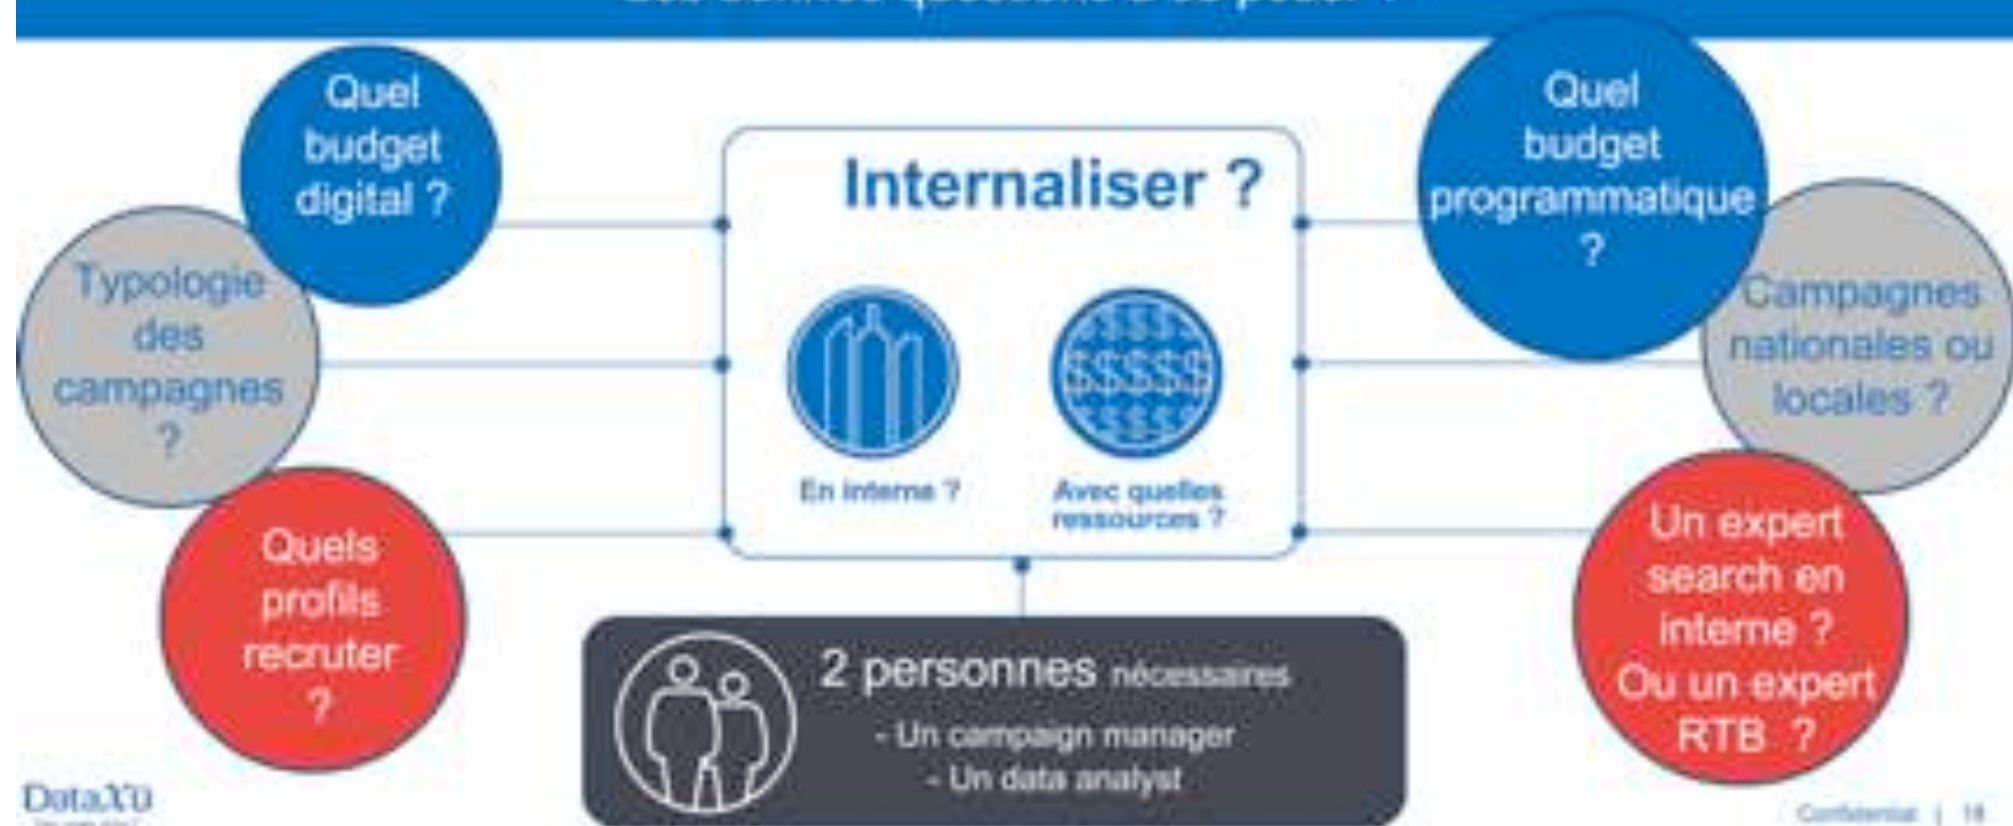 Quel
budget
digital ?
Typologie
des
campagnes
?
Quels
profils
recruter
?
Internaliser ?
En interne ?
Avec quelles
ressources ?
2 personnes nécessaires
- Un campaign manager
- Un data analyst
Quel
budget
programmatique
?
Campagnes
nationales ou
locales ?
Un expert
search en
interne ?
Ou un expert
RTB ?
DataXu
Confidential | 18